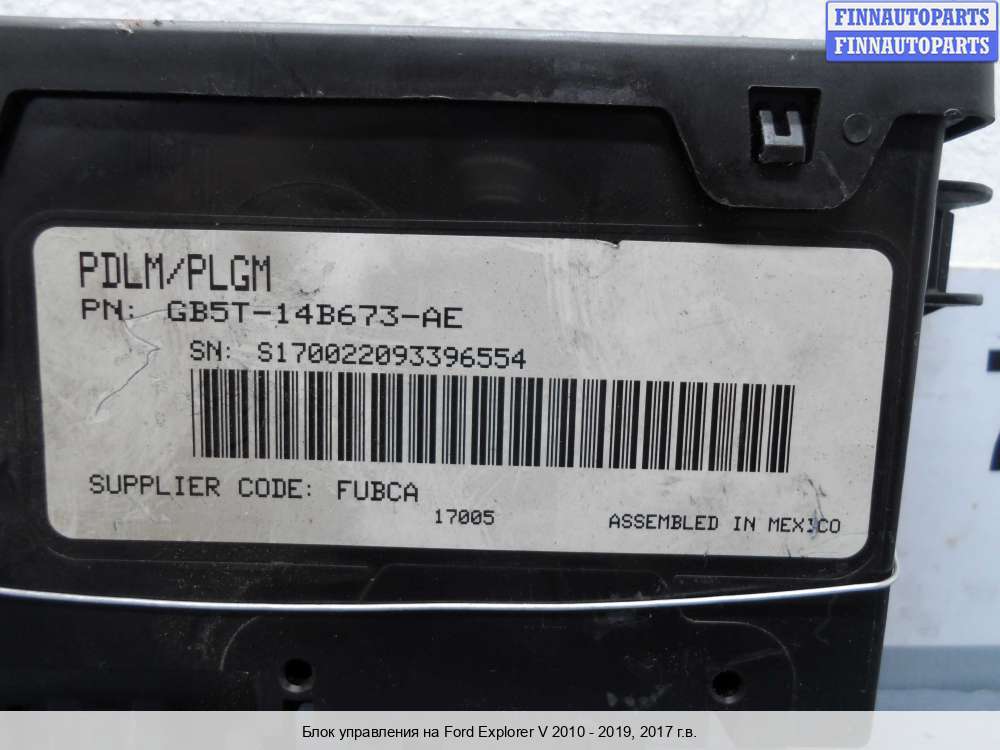 FINNAUTOPARTS
FINNAUTOPARTS
PDLM/PLGM
PN: GB5T-14B673-AE
SN: S170022093396554
SUPPLIER CODE: FUBCA
17005
ASSEMBLED IN MEXICO
Блок управления на Ford Explorer V 2010 - 2019, 2017 г.в.